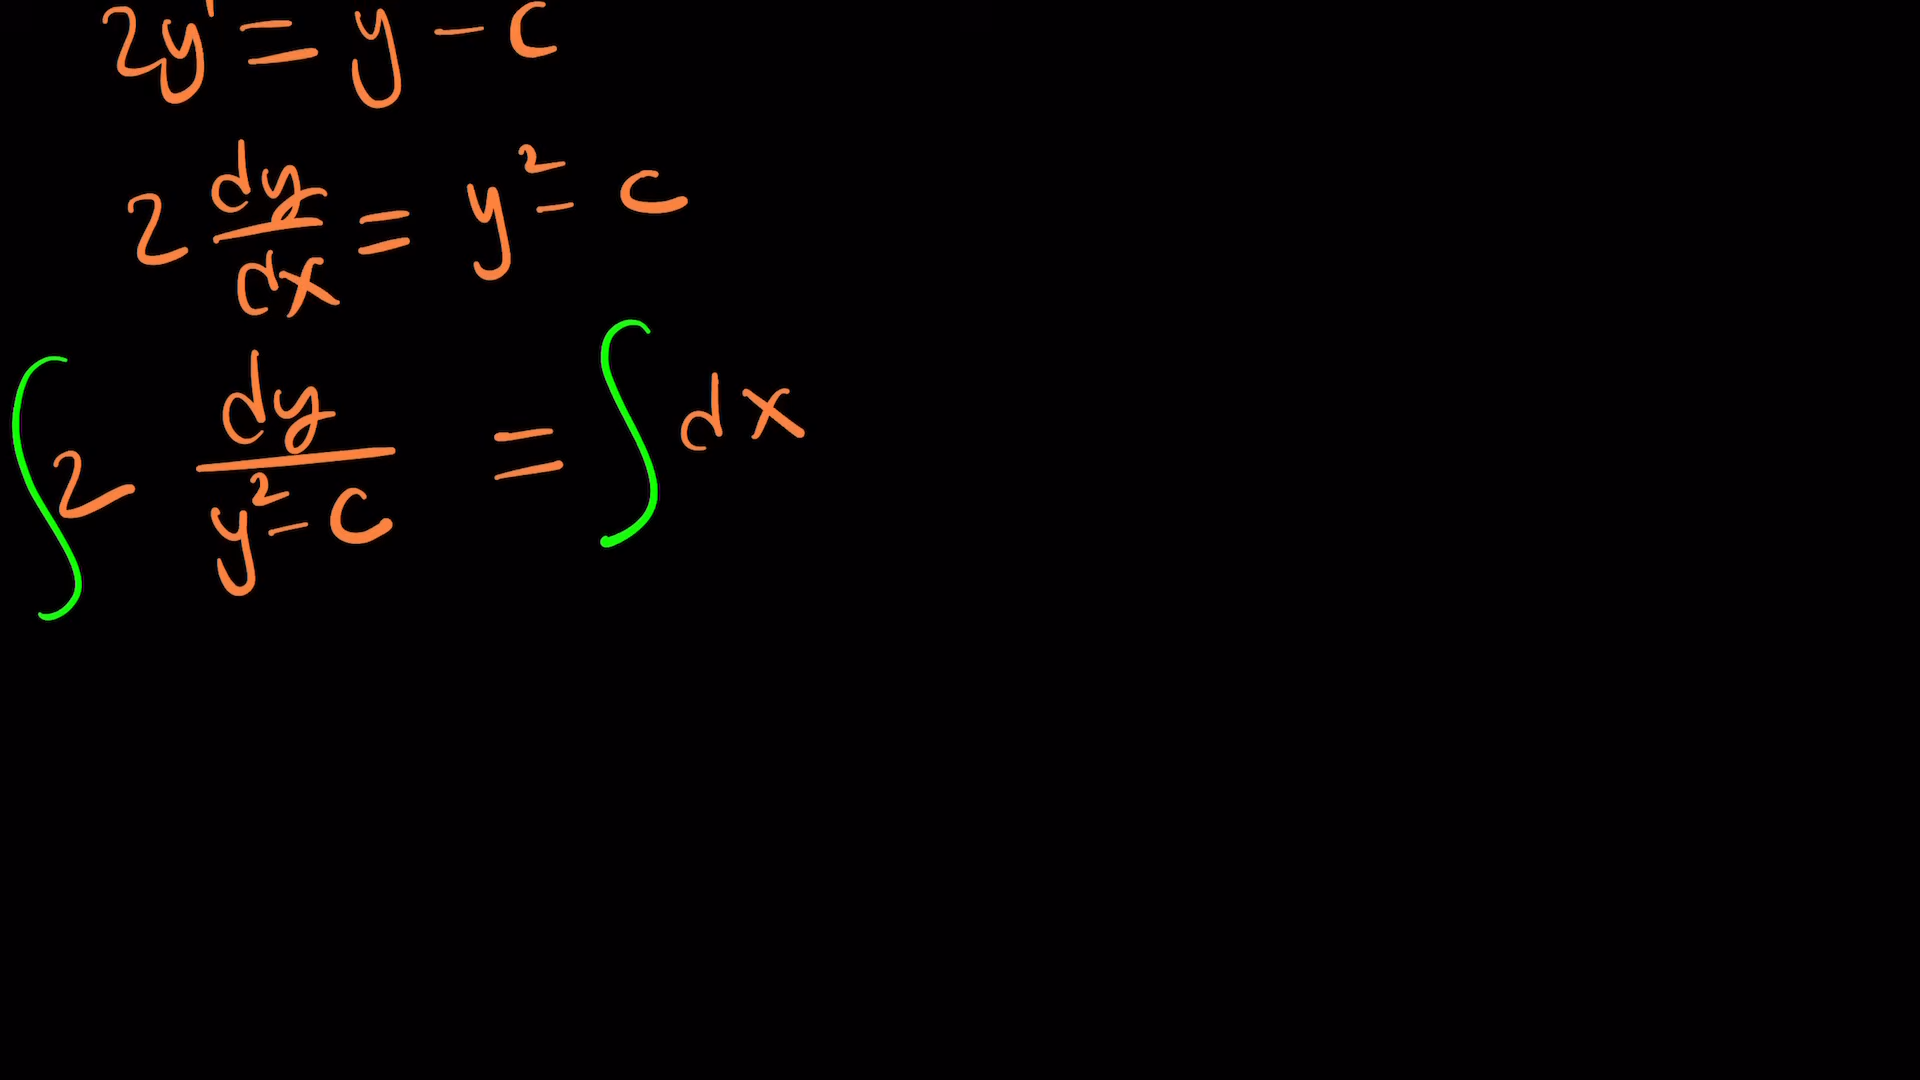 2y' = y - c
2 dy/dx = y² - c
∫ 2 dy/(y² - c) = ∫ dx